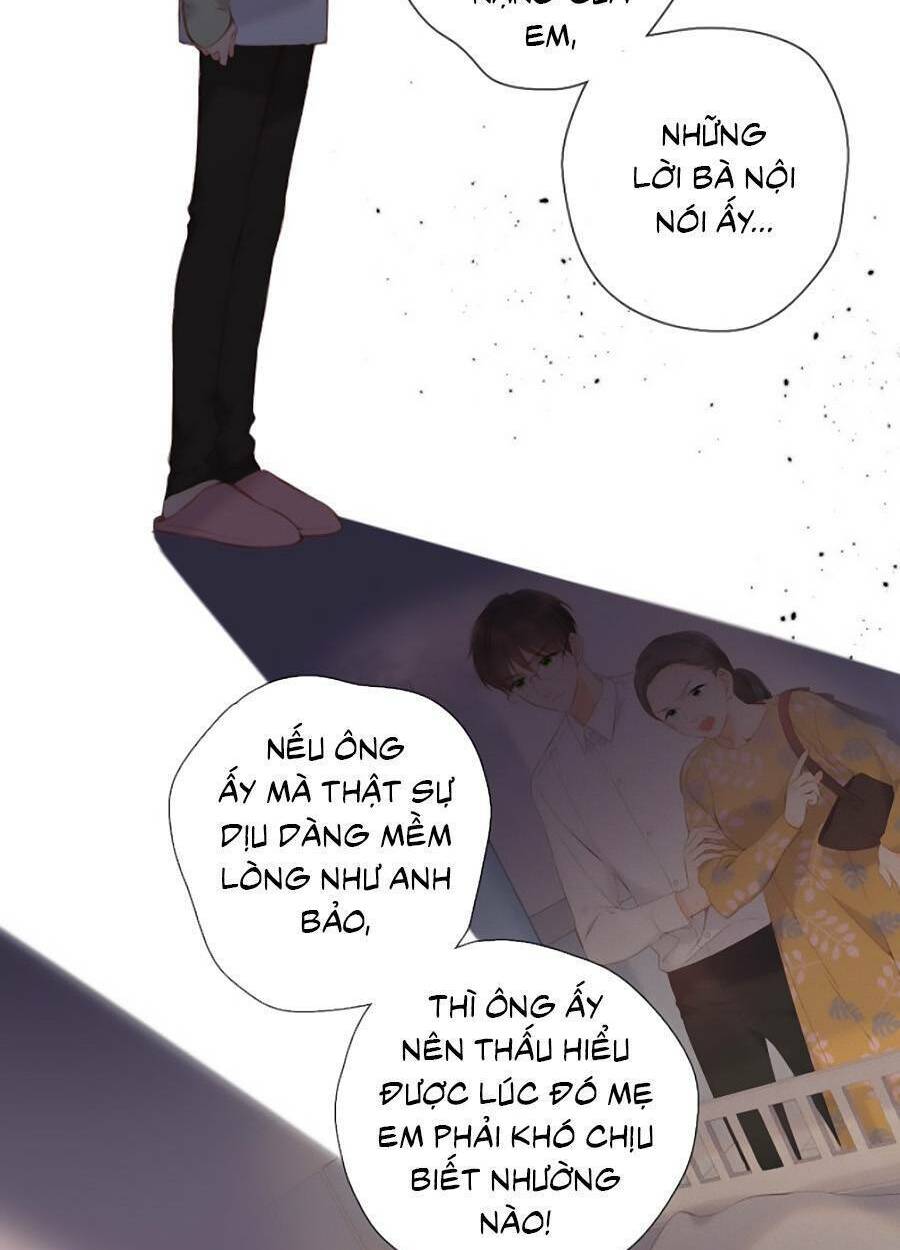 EM,
NHỮNG
LỜI BÀ NỘI
NÓI ẤY...
NẾU ÔNG
ẤY MÀ THẬT SỰ
DỊU DÀNG MỀM
LÒNG NHƯ ANH
BẢO,
THÌ ÔNG ẤY
NÊN THẤU HIỂU
ĐƯỢC LÚC ĐÓ MẸ
EM PHẢI KHÓ CHỊU
BIẾT NHƯỜNG
NÀO!